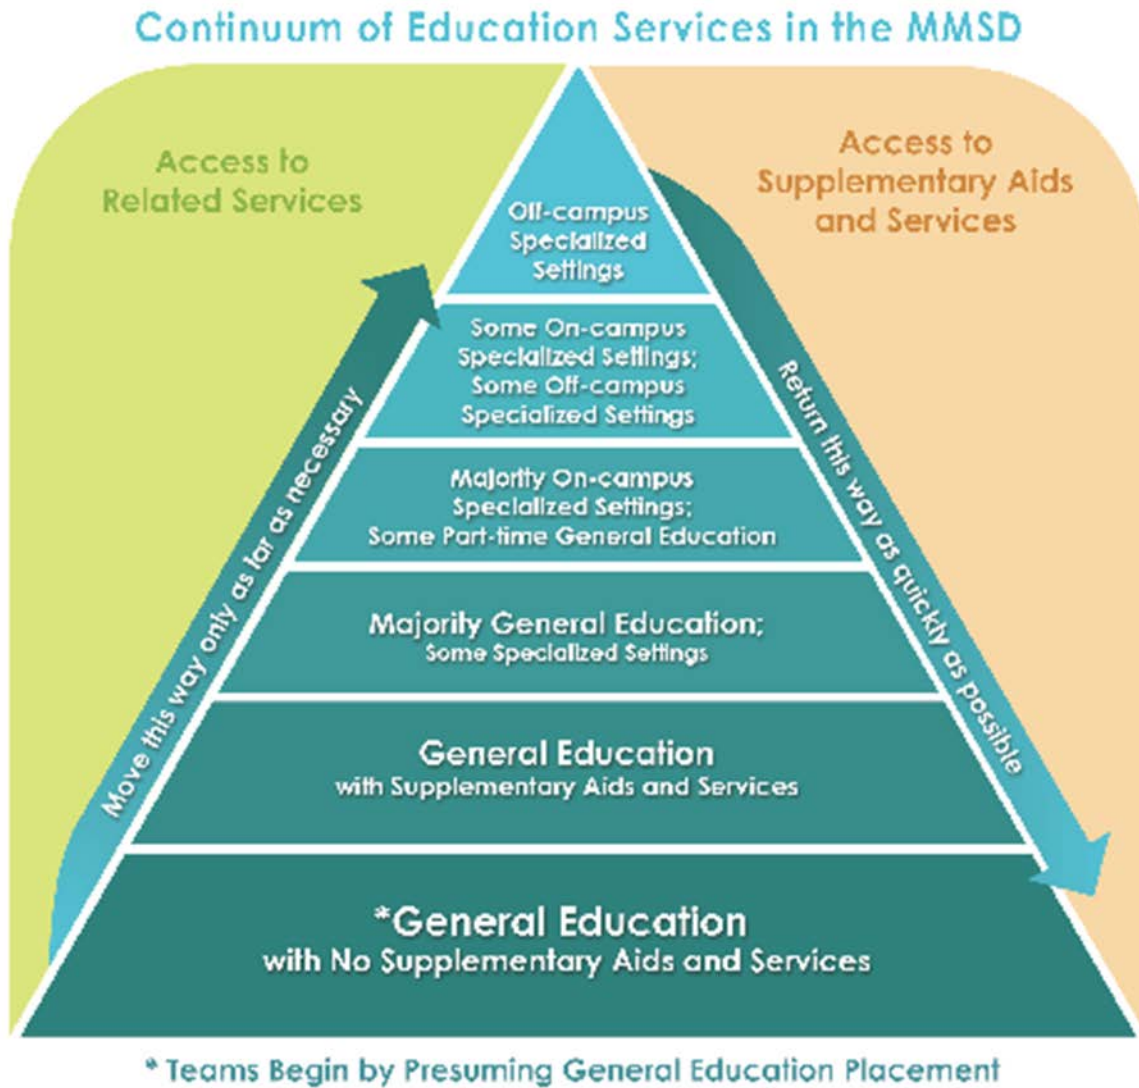 Continuum of Education Services in the MMSD
Access to
Related Services
Access to
Supplementary Aids
and Services
Off-campus
Specialized
Settings
Some On-campus
Specialized Settings;
Some Off-campus
Specialized Settings
Majority On-campus
Specialized Settings;
Some Part-time General Education
Majority General Education;
Some Specialized Settings
General Education
with Supplementary Aids and Services
*General Education
with No Supplementary Aids and Services
Move this way only as far as necessary
Return this way as quickly as possible
* Teams Begin by Presuming General Education Placement